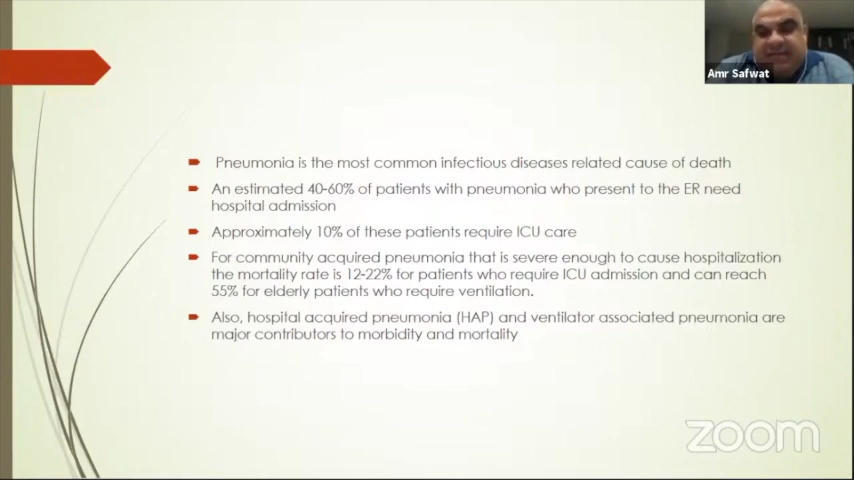 Amr Safwat
Pneumonia is the most common infectious diseases related cause of death
An estimated 40-60% of patients with pneumonia who present to the ER need
hospital admission
Approximately 10% of these patients require ICU care
For community acquired pneumonia that is severe enough to cause hospitalization
the mortality rate is 12-22% for patients who require ICU admission and can reach
55% for elderly patients who require ventilation.
Also, hospital acquired pneumonia (HAP) and ventilator associated pneumonia are
major contributors to morbidity and mortality
zoom